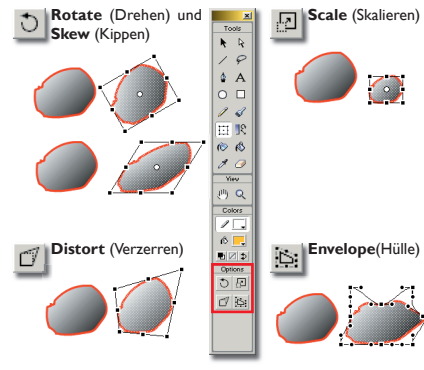 Rotate (Drehen) und
Skew (Kippen)
Tools
A
View
Colors
Options
Scale (Skalieren)
Distort (Verzerren)
Envelope(Hülle)